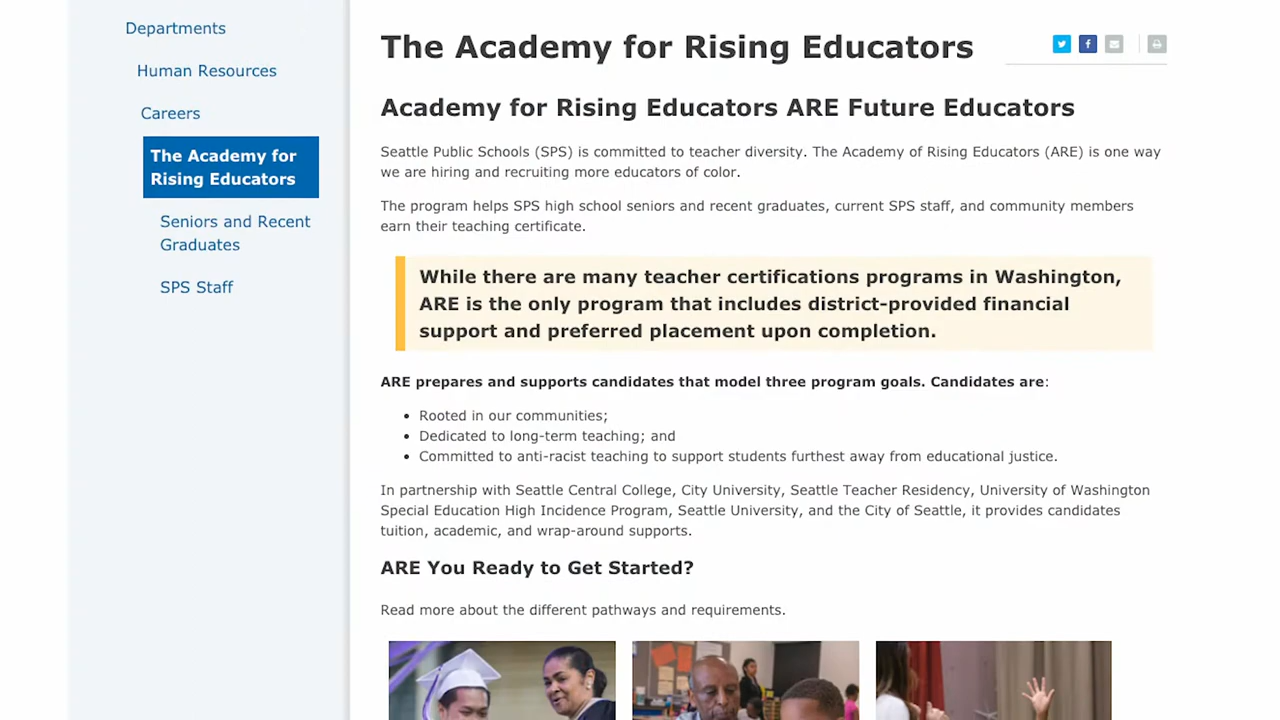 Departments
Human Resources
Careers
The Academy for
Rising Educators
Seniors and Recent
Graduates
SPS Staff
The Academy for Rising Educators
Academy for Rising Educators ARE Future Educators
Seattle Public Schools (SPS) is committed to teacher diversity. The Academy of Rising Educators (ARE) is one way
we are hiring and recruiting more educators of color.
The program helps SPS high school seniors and recent graduates, current SPS staff, and community members
earn their teaching certificate.
While there are many teacher certifications programs in Washington,
ARE is the only program that includes district-provided financial
support and preferred placement upon completion.
ARE prepares and supports candidates that model three program goals. Candidates are:
• Rooted in our communities;
• Dedicated to long-term teaching; and
• Committed to anti-racist teaching to support students furthest away from educational justice.
In partnership with Seattle Central College, City University, Seattle Teacher Residency, University of Washington
Special Education High Incidence Program, Seattle University, and the City of Seattle, it provides candidates
tuition, academic, and wrap-around supports.
ARE You Ready to Get Started?
Read more about the different pathways and requirements.